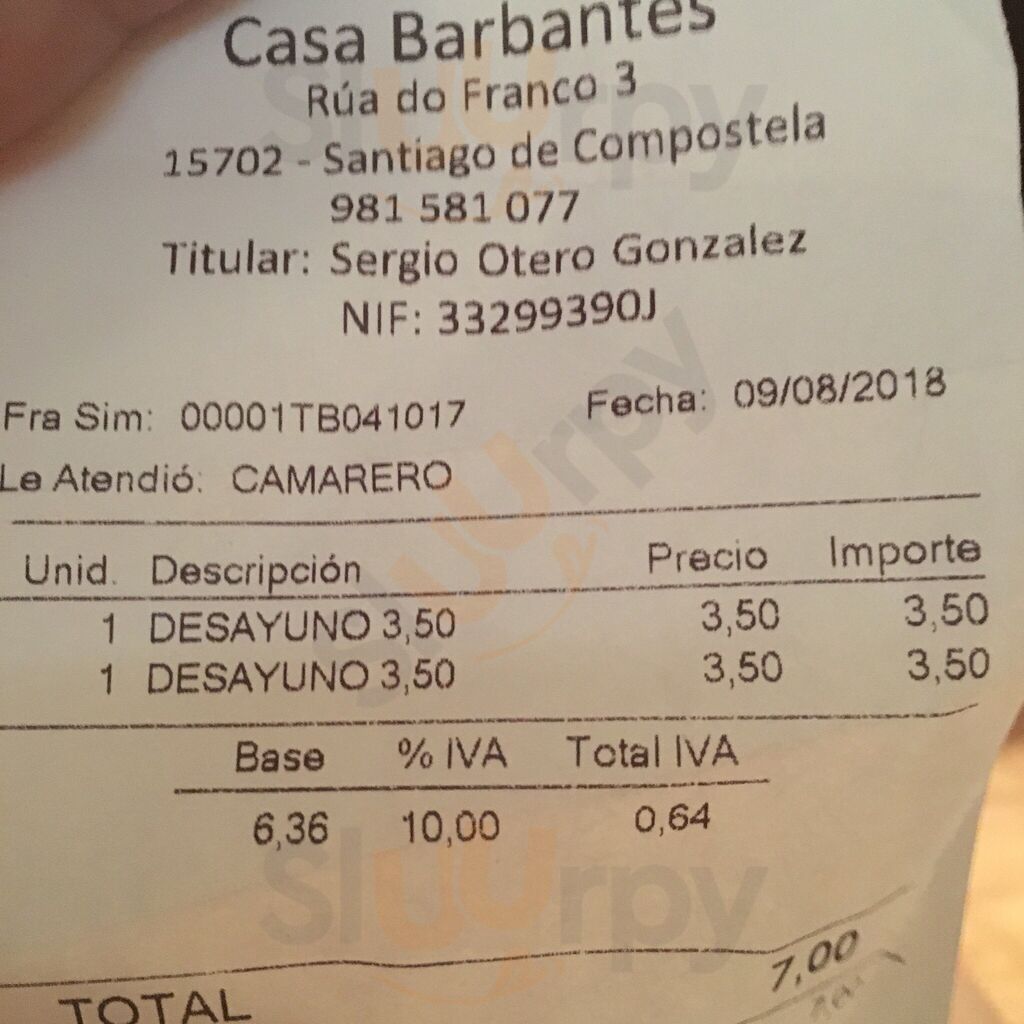 Casa Barbantes
Rúa do Franco 3
15702 - Santiago de Compostela
981 581 077
Titular: Sergio Otero Gonzalez
NIF: 33299390J
Fra Sim: 00001TB041017 Fecha: 09/08/2018
Le Atendió: CAMARERO
Unid. Descripción Precio Importe
1 DESAYUNO 3,50 3,50 3,50
1 DESAYUNO 3,50 3,50 3,50
Base % IVA Total IVA
6,36 10,00 0,64
TOTAL 7,00
Sluurpy
Sluurpy
Sluurpy